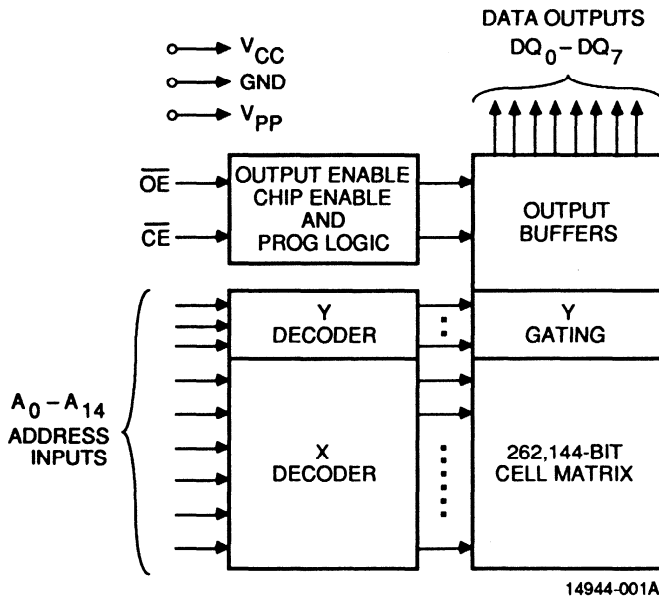 DATA OUTPUTS
DQ0 – DQ7
VCC
GND
VPP
OE
CE
OUTPUT ENABLE
CHIP ENABLE
AND
PROG LOGIC
OUTPUT
BUFFERS
Y
DECODER
Y
GATING
A0 – A14
ADDRESS
INPUTS
X
DECODER
262,144-BIT
CELL MATRIX
14944-001A